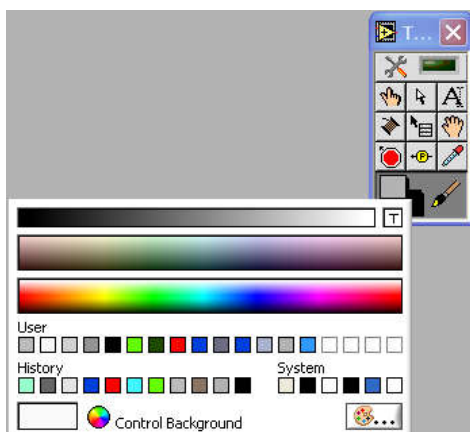 T...
A
P
T
User
History
System
Control Background
...